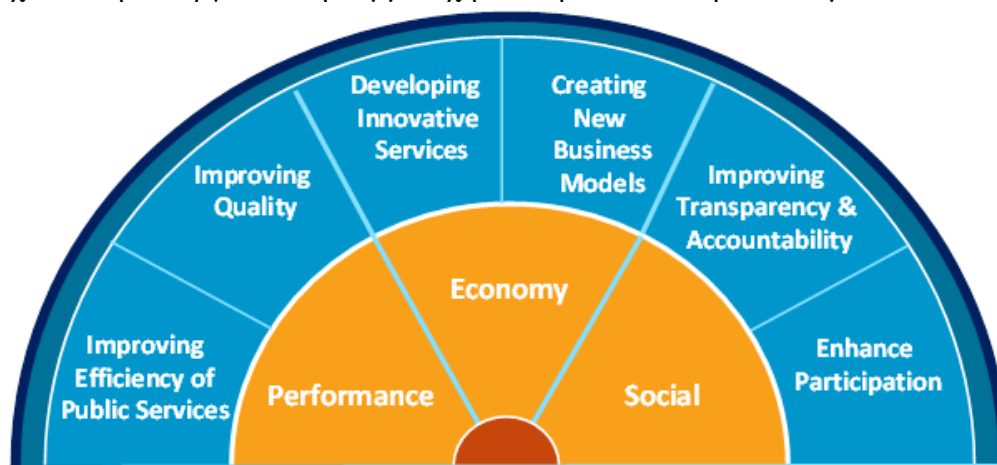 Developing
Innovative
Services
Creating
New
Business
Models
Improving
Quality
Improving
Transparency &
Accountability
Economy
Improving
Efficiency of
Public Services
Performance
Social
Enhance
Participation